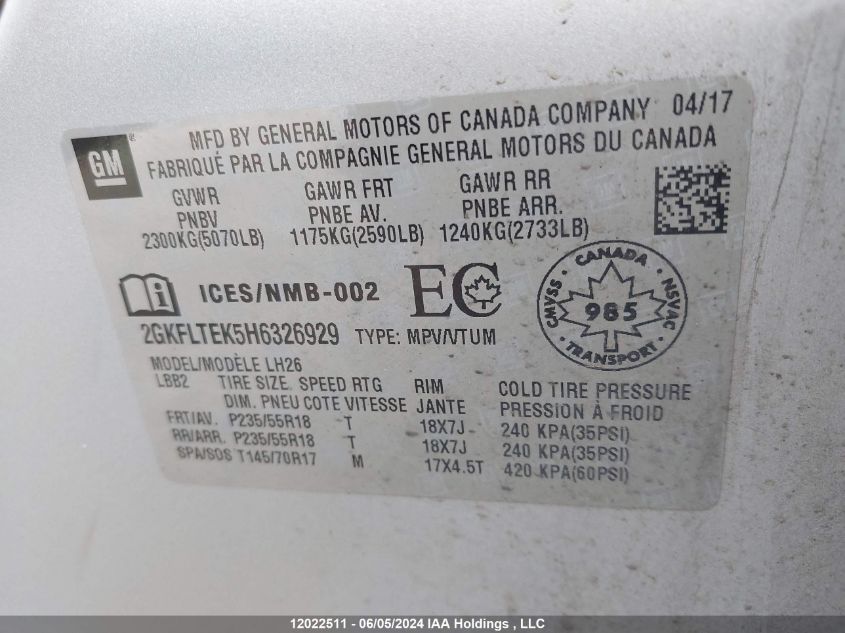 GM
MFD BY GENERAL MOTORS OF CANADA COMPANY 04/17
FABRIQUÉ PAR LA COMPAGNIE GENERAL MOTORS DU CANADA
GVWR GAWR FRT GAWR RR
PNBV PNBE AV. PNBE ARR.
2300KG(5070LB) 1175KG(2590LB) 1240KG(2733LB)
ICES/NMB-002 EC
CANADA
CMVSS 985 NSVAC
TRANSPORT
2GKFLTEK5H6326929 TYPE: MPV/VTUM
MODEL/MODÈLE LH26
LBB2 TIRE SIZE SPEED RTG RIM COLD TIRE PRESSURE
DIM. PNEU COTE VITESSE JANTE PRESSION À FROID
FRT/AV. P235/55R18 T 18X7J 240 KPA(35PSI)
RR/ARR. P235/55R18 T 18X7J 240 KPA(35PSI)
SPA/SOS T145/70R17 M 17X4.5T 420 KPA(60PSI)
12022511 - 06/05/2024 IAA Holdings , LLC